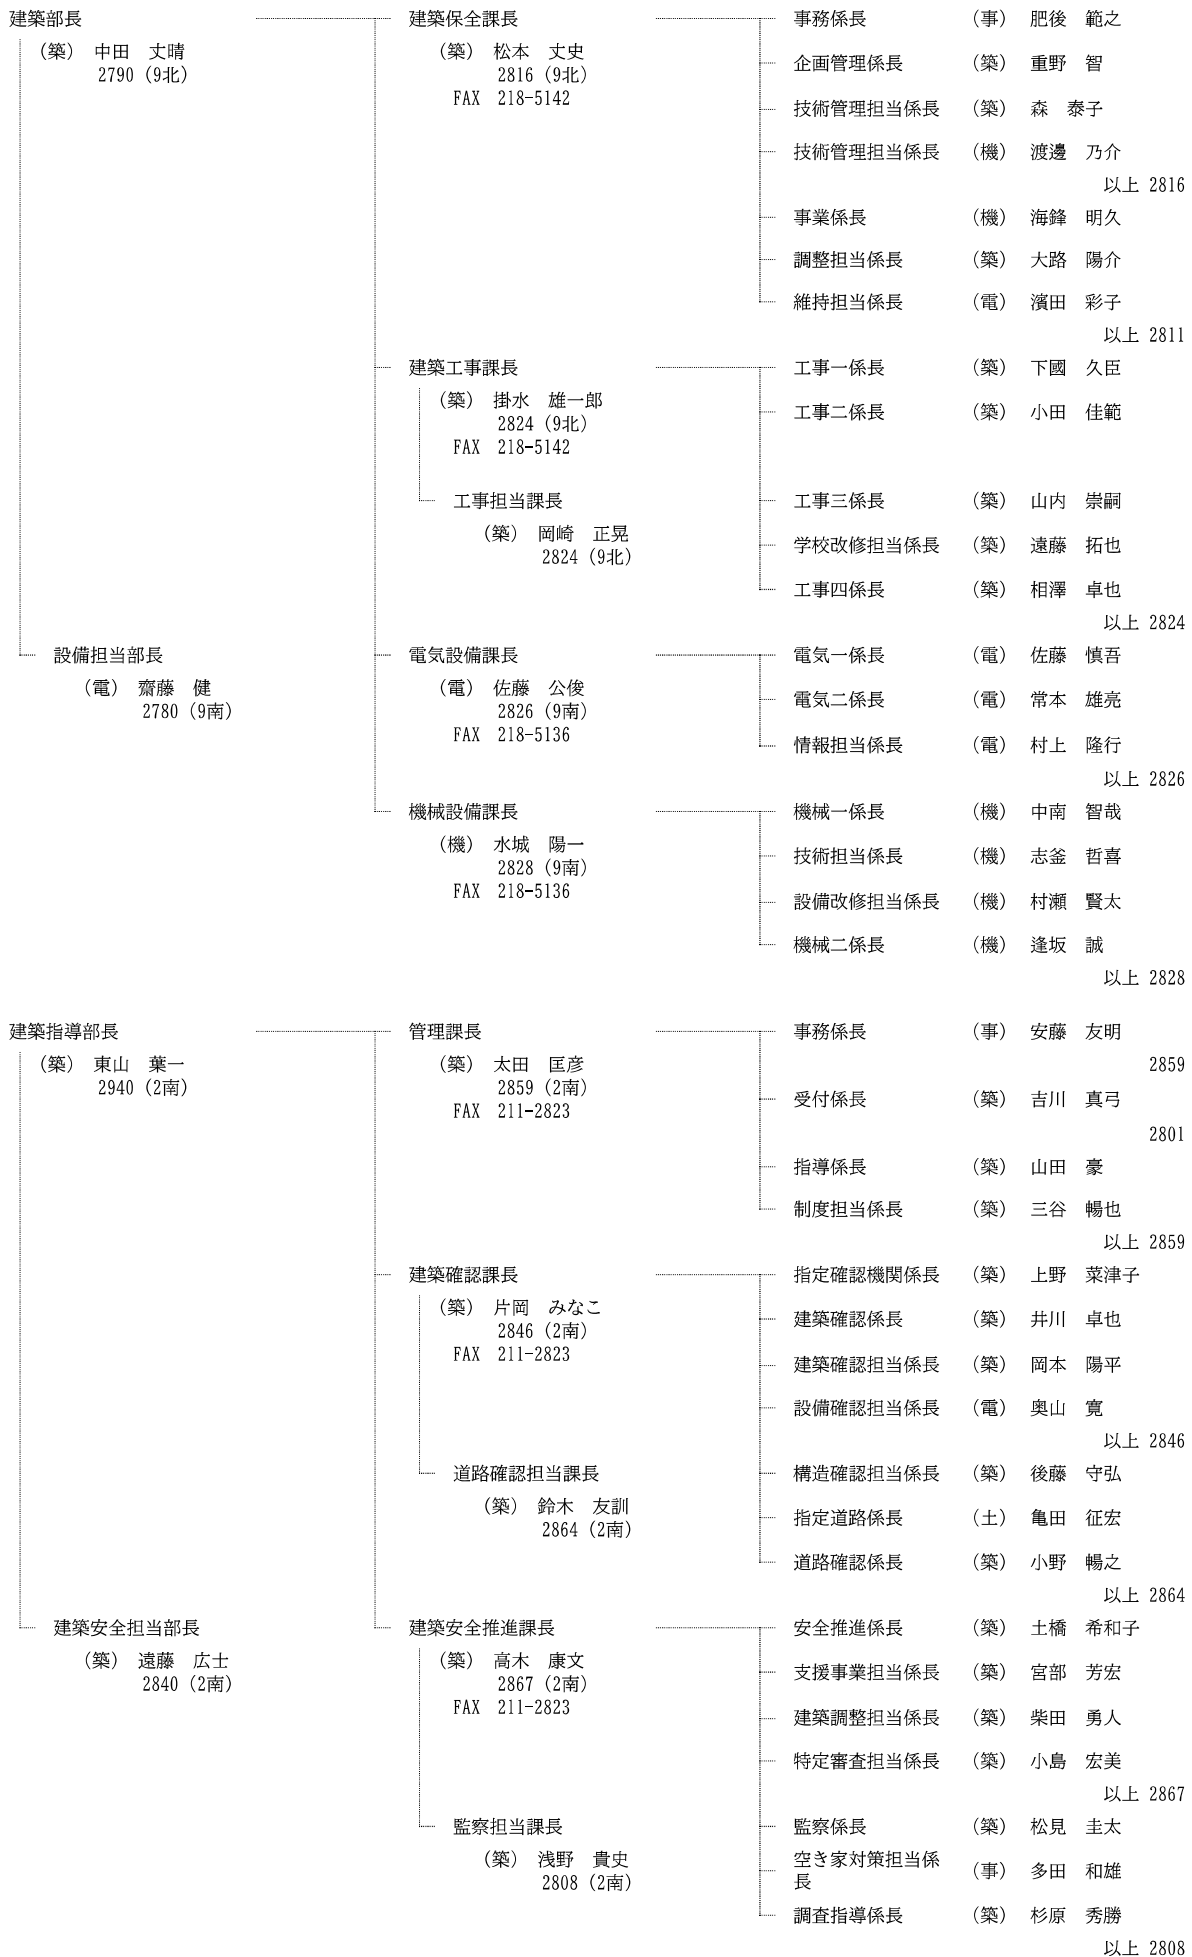 建築部長　建築保全課長　事務係長　（事）　肥後　範之
（築）　中田　丈晴　（築）　松本　丈史
2790（9北）　2816（9北）　企画管理係長　（築）　重野　智
FAX　218-5142
技術管理担当係長　（築）　森　泰子
技術管理担当係長　（機）　渡邊　乃介
以上 2816
事業係長　（機）　海鋒　明久
調整担当係長　（築）　大路　陽介
維持担当係長　（電）　濱田　彩子
以上 2811
建築工事課長　工事一係長　（築）　下國　久臣
（築）　掛水　雄一郎　工事二係長　（築）　小田　佳範
2824（9北）
FAX　218-5142
工事担当課長　工事三係長　（築）　山内　崇嗣
（築）　岡崎　正晃　学校改修担当係長　（築）　遠藤　拓也
2824（9北）
工事四係長　（築）　相澤　卓也
以上 2824
設備担当部長　電気設備課長　電気一係長　（電）　佐藤　慎吾
（電）　齋藤　健　（電）　佐藤　公俊　電気二係長　（電）　常本　雄亮
2780（9南）　2826（9南）
FAX　218-5136　情報担当係長　（電）　村上　隆行
以上 2826
機械設備課長　機械一係長　（機）　中南　智哉
（機）　水城　陽一　技術担当係長　（機）　志釜　哲喜
2828（9南）
FAX　218-5136　設備改修担当係長　（機）　村瀬　賢太
機械二係長　（機）　逢坂　誠
以上 2828
建築指導部長　管理課長　事務係長　（事）　安藤　友明
（築）　東山　葉一　（築）　太田　匡彦　2859
2940（2南）　2859（2南）
FAX　211-2823　受付係長　（築）　吉川　真弓
2801
指導係長　（築）　山田　豪
制度担当係長　（築）　三谷　暢也
以上 2859
建築確認課長　指定確認機関係長　（築）　上野　菜津子
（築）　片岡　みなこ　建築確認係長　（築）　井川　卓也
2846（2南）
FAX　211-2823　建築確認担当係長　（築）　岡本　陽平
設備確認担当係長　（電）　奥山　寛
以上 2846
道路確認担当課長　構造確認担当係長　（築）　後藤　守弘
（築）　鈴木　友訓　指定道路係長　（土）　亀田　征宏
2864（2南）
道路確認係長　（築）　小野　暢之
以上 2864
建築安全担当部長　建築安全推進課長　安全推進係長　（築）　土橋　希和子
（築）　遠藤　広士　（築）　高木　康文　支援事業担当係長　（築）　宮部　芳宏
2840（2南）　2867（2南）
FAX　211-2823　建築調整担当係長　（築）　柴田　勇人
特定審査担当係長　（築）　小島　宏美
以上 2867
監察担当課長　監察係長　（築）　松見　圭太
（築）　浅野　貴史　空き家対策担当係　（事）　多田　和雄
2808（2南）　長
調査指導係長　（築）　杉原　秀勝
以上 2808